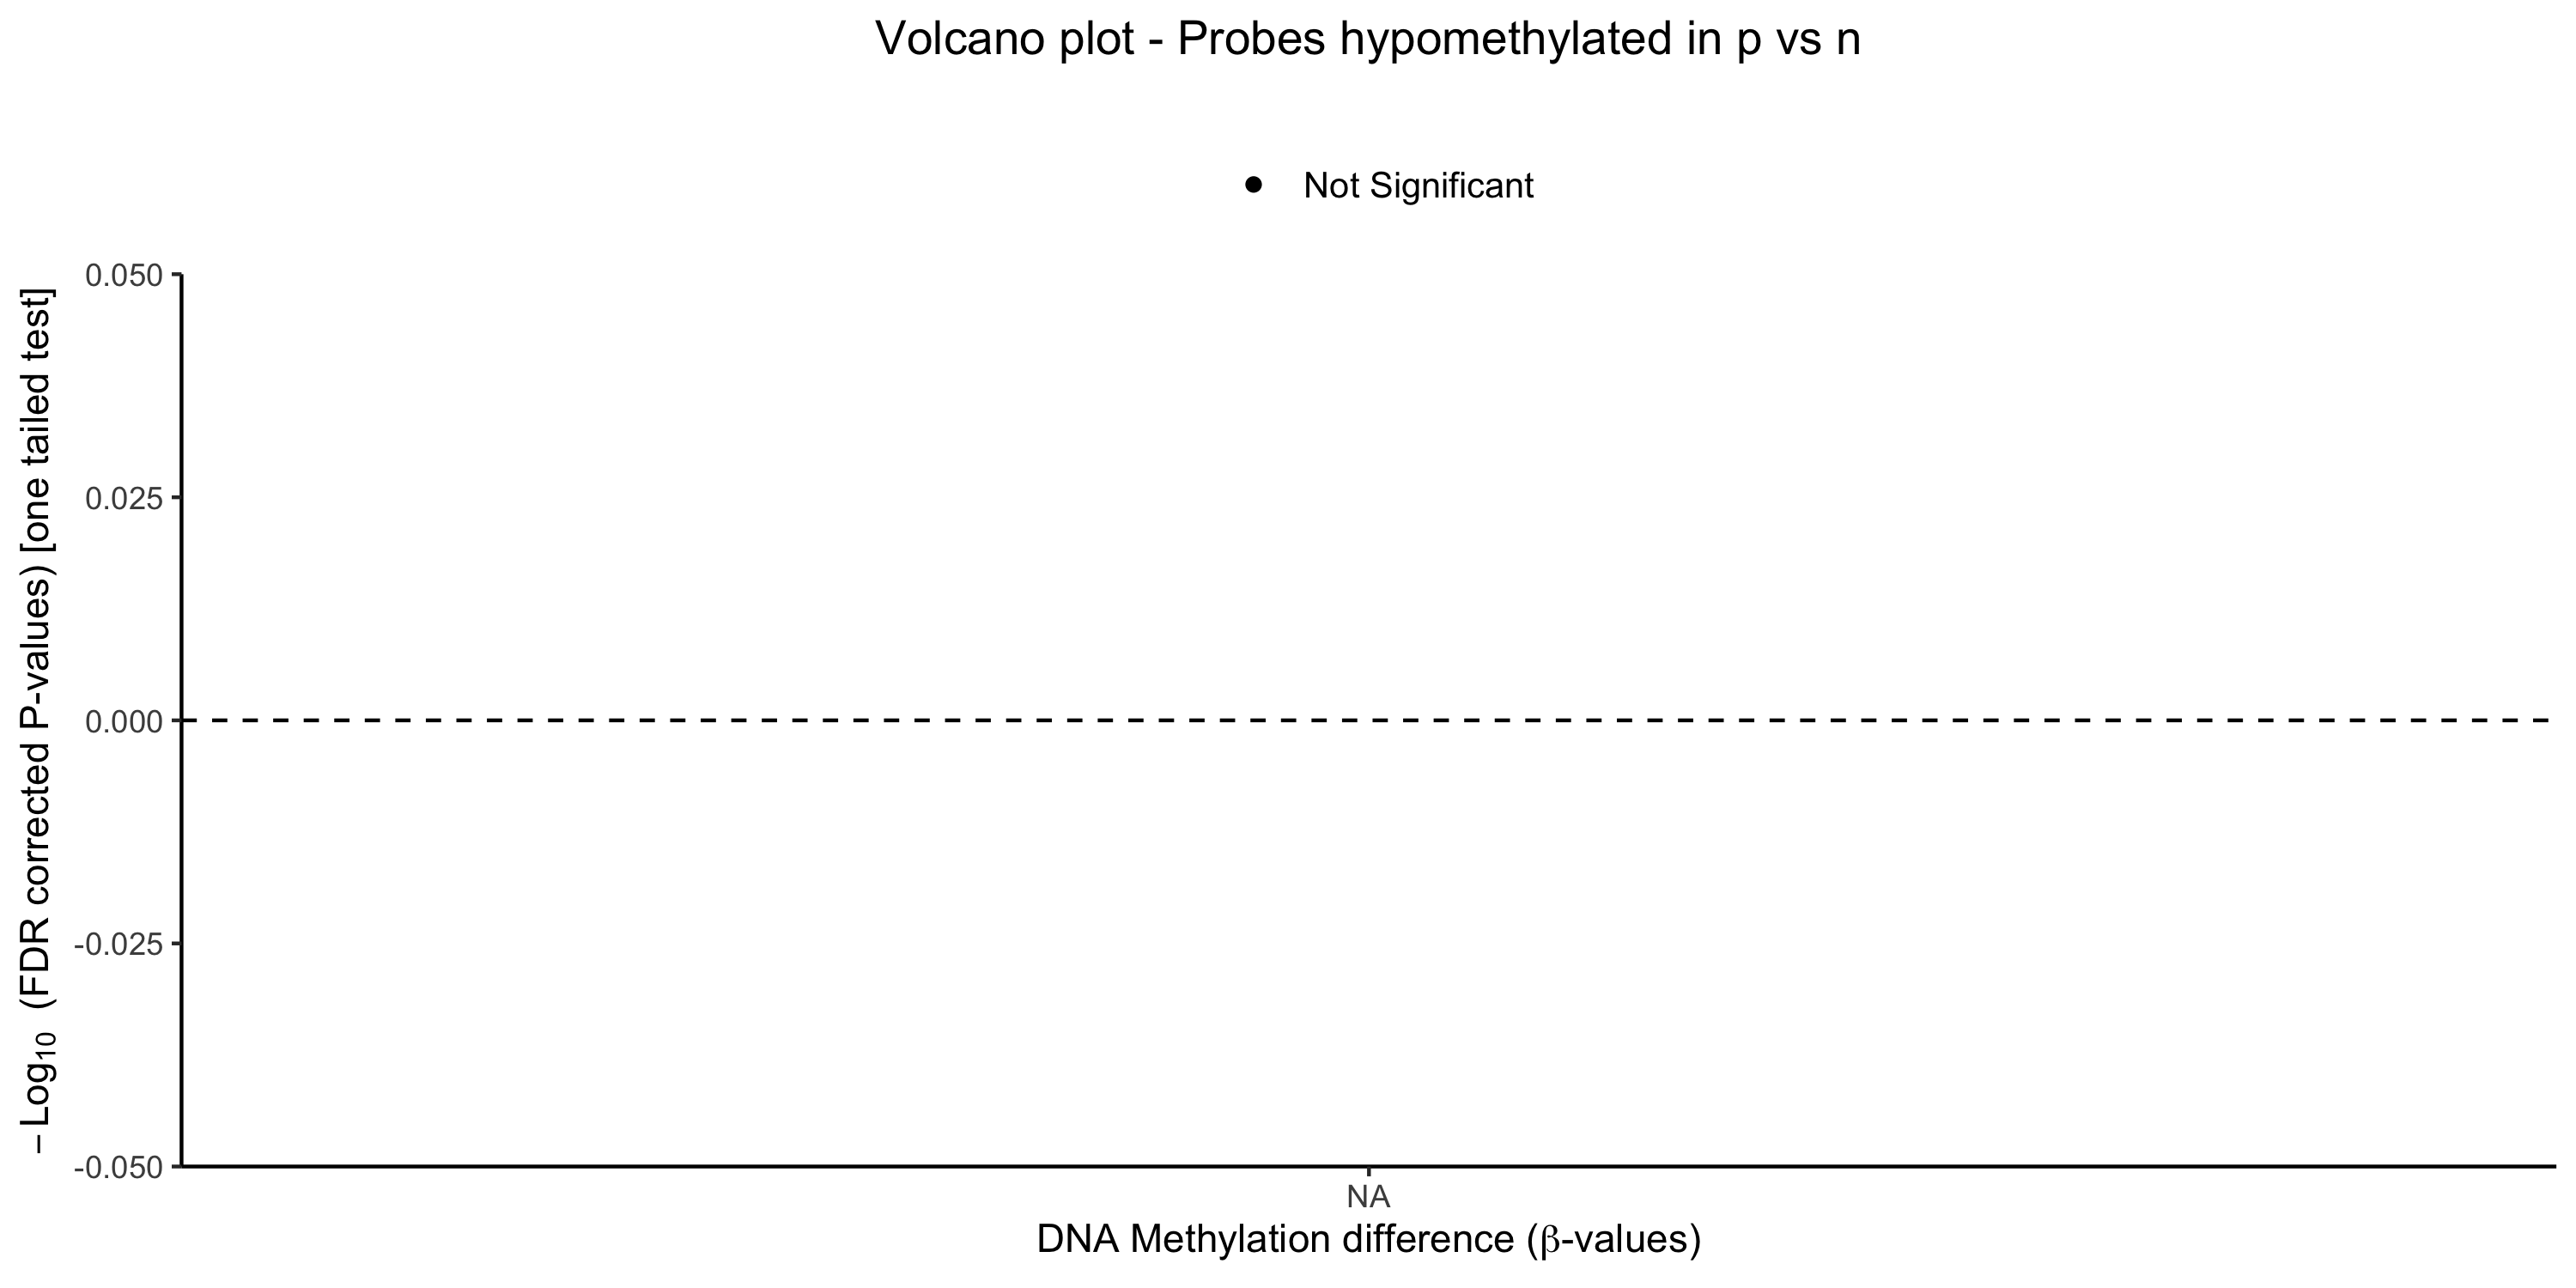 Volcano plot - Probes hypomethylated in p vs n
Not Significant
−Log10 (FDR corrected P-values) [one tailed test]
0.050
0.025
0.000
-0.025
-0.050
NA
DNA Methylation difference (β-values)